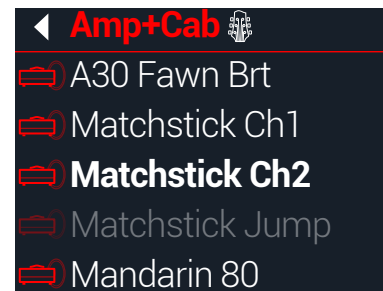 Amp+Cab
A30 Fawn Brt
Matchstick Ch1
Matchstick Ch2
Matchstick Jump
Mandarin 80